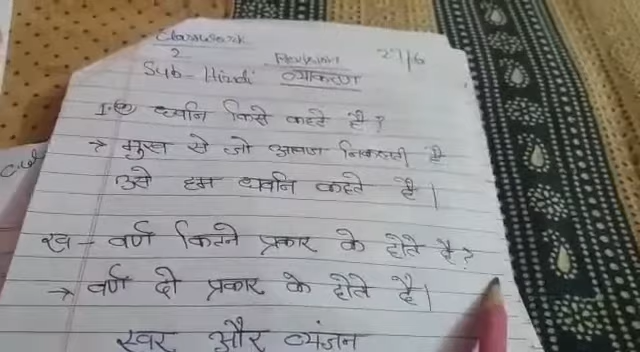 Classwork
2 Revision 27/6
Sub- Hindi व्याकरण
1.क ध्वनि किसे कहते है?
→ मुख से जो आवाज निकलती है
उसे हम ध्वनि कहते है।
ख - वर्ण कितने प्रकार के होते है?
→ वर्ण दो प्रकार के होते है।
स्वर और व्यंजन
c.w